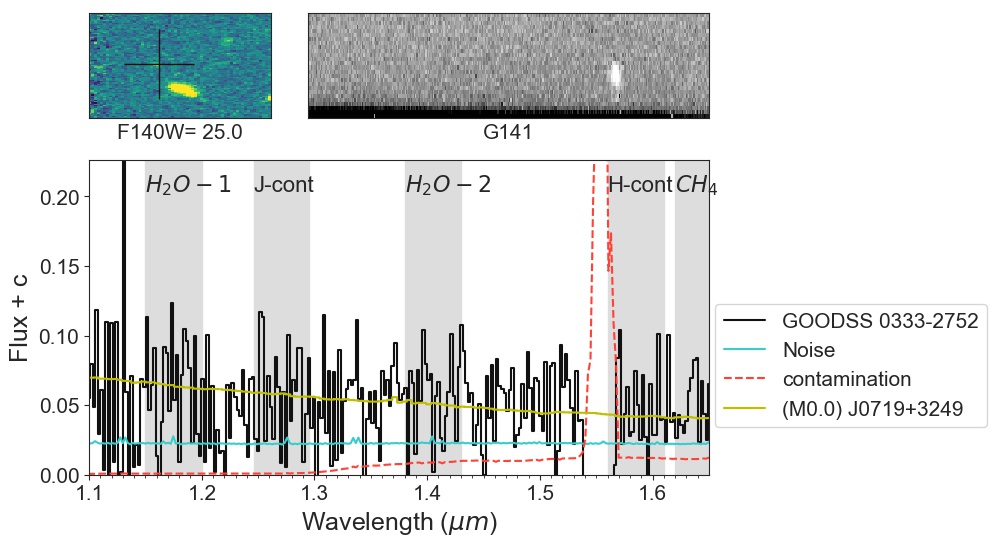 F140W= 25.0
G141
H₂O − 1
J-cont
H₂O − 2
H-cont
CH₄
Flux + c
0.20
0.15
0.10
0.05
0.00
1.1
1.2
1.3
1.4
1.5
1.6
Wavelength (μm)
GOODSS 0333-2752
Noise
contamination
(M0.0) J0719+3249